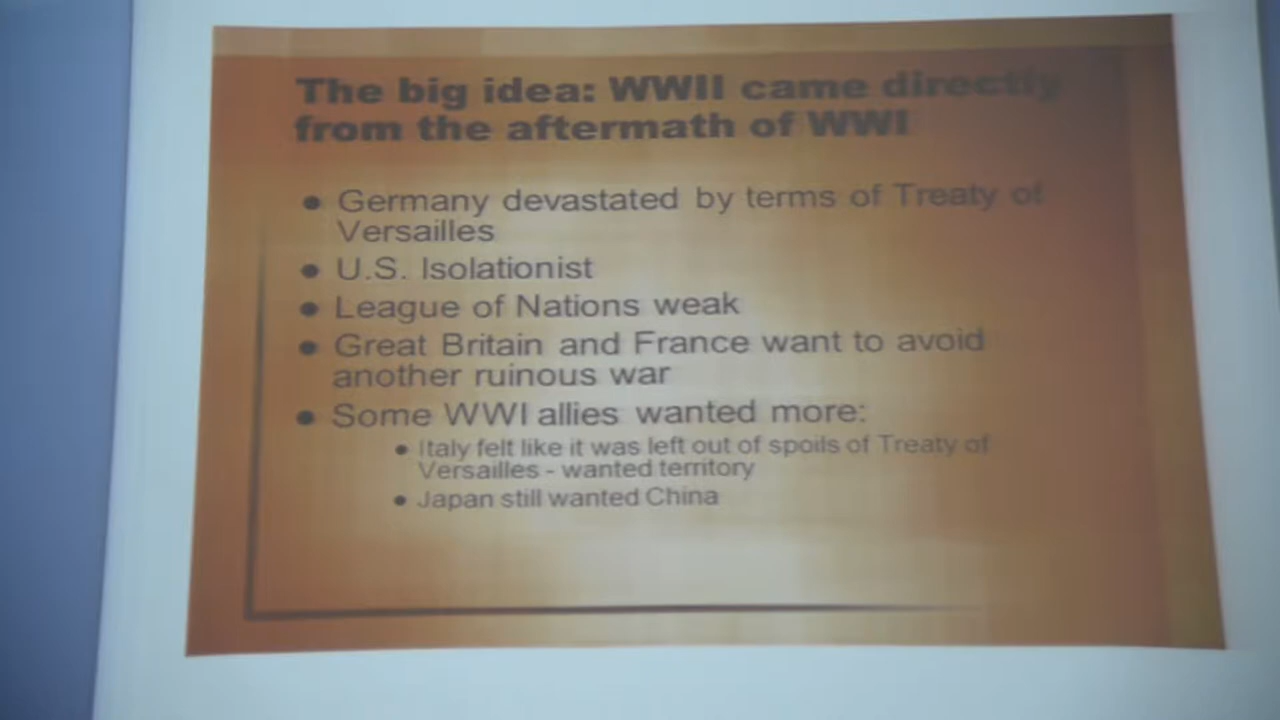 The big idea: WWII came directly
from the aftermath of WWI
• Germany devastated by terms of Treaty of
Versailles
• U.S. Isolationist
• League of Nations weak
• Great Britain and France want to avoid
another ruinous war
• Some WWI allies wanted more:
• Italy felt like it was left out of spoils of Treaty of
Versailles - wanted territory
• Japan still wanted China